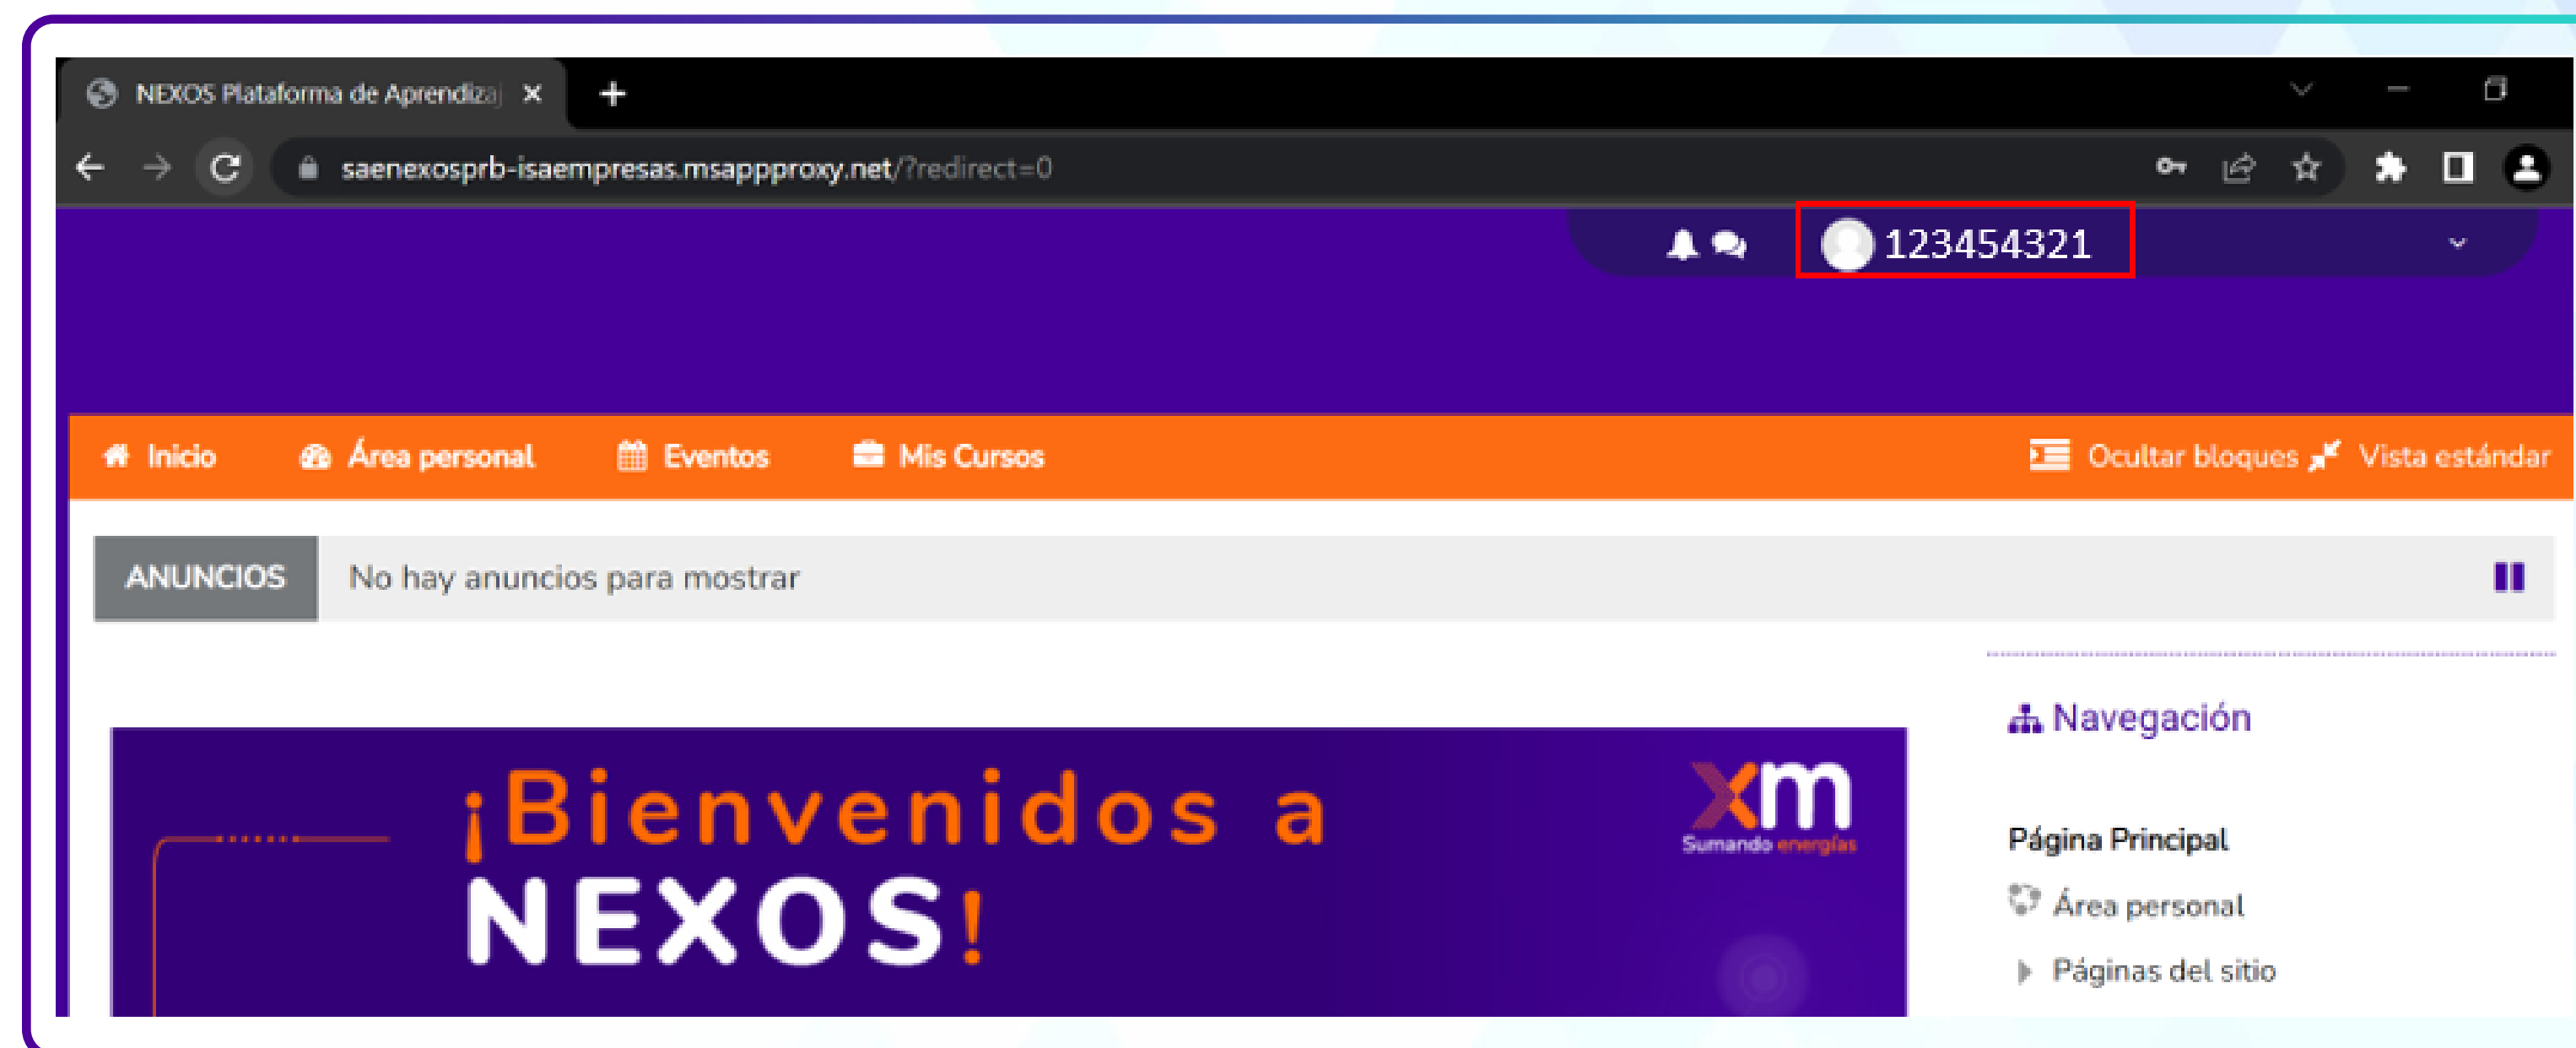 NEXOS Plataforma de Aprendizaj
saenexosprb-isaempresas.msappproxy.net/?redirect=0
123454321
Inicio Área personal Eventos Mis Cursos Ocultar bloques Vista estándar
ANUNCIOS No hay anuncios para mostrar
Navegación
¡Bienvenidos a
NEXOS!
xm
Sumando energías
Página Principal
Área personal
Páginas del sitio